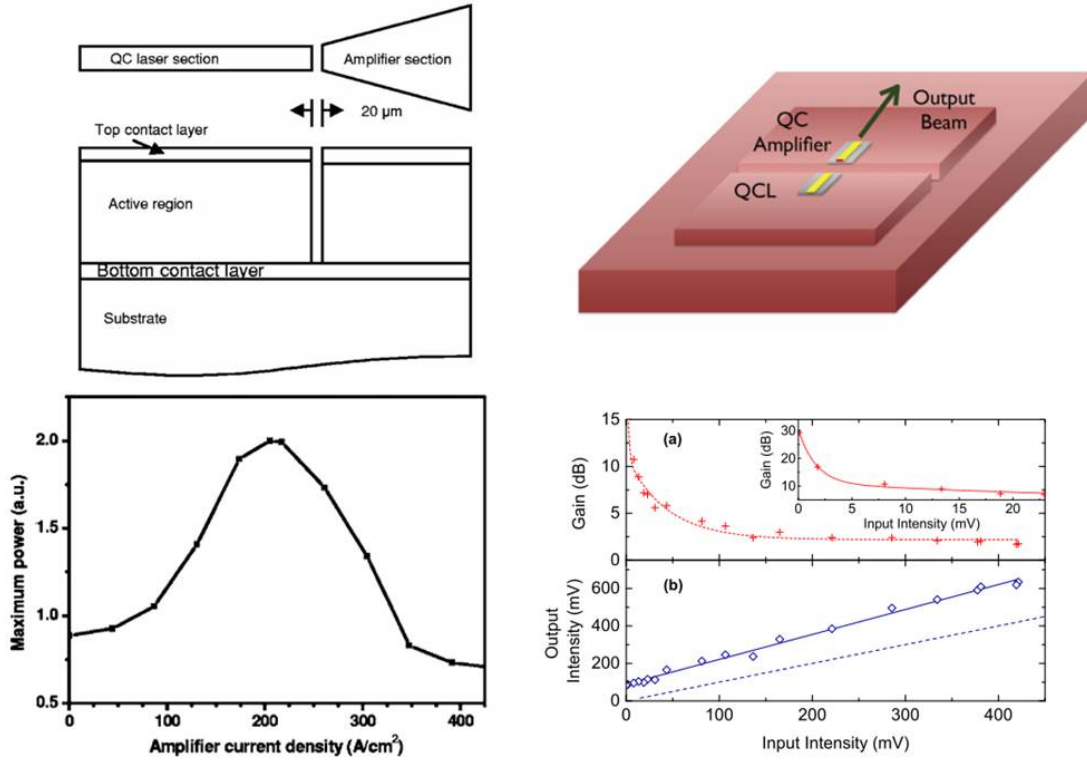 QC laser section
Amplifier section
20 µm
Top contact layer
Active region
Bottom contact layer
Substrate
QC
Amplifier
Output
Beam
QCL
Maximum power (a.u.)
2.0
1.5
1.0
0.5
0
100
200
300
400
Amplifier current density (A/cm²)
(a)
Gain (dB)
15
10
5
0
Gain (dB)
30
20
10
0
5
10
15
20
Input Intensity (mV)
(b)
Output
Intensity (mV)
600
400
200
0
0
100
200
300
400
Input Intensity (mV)